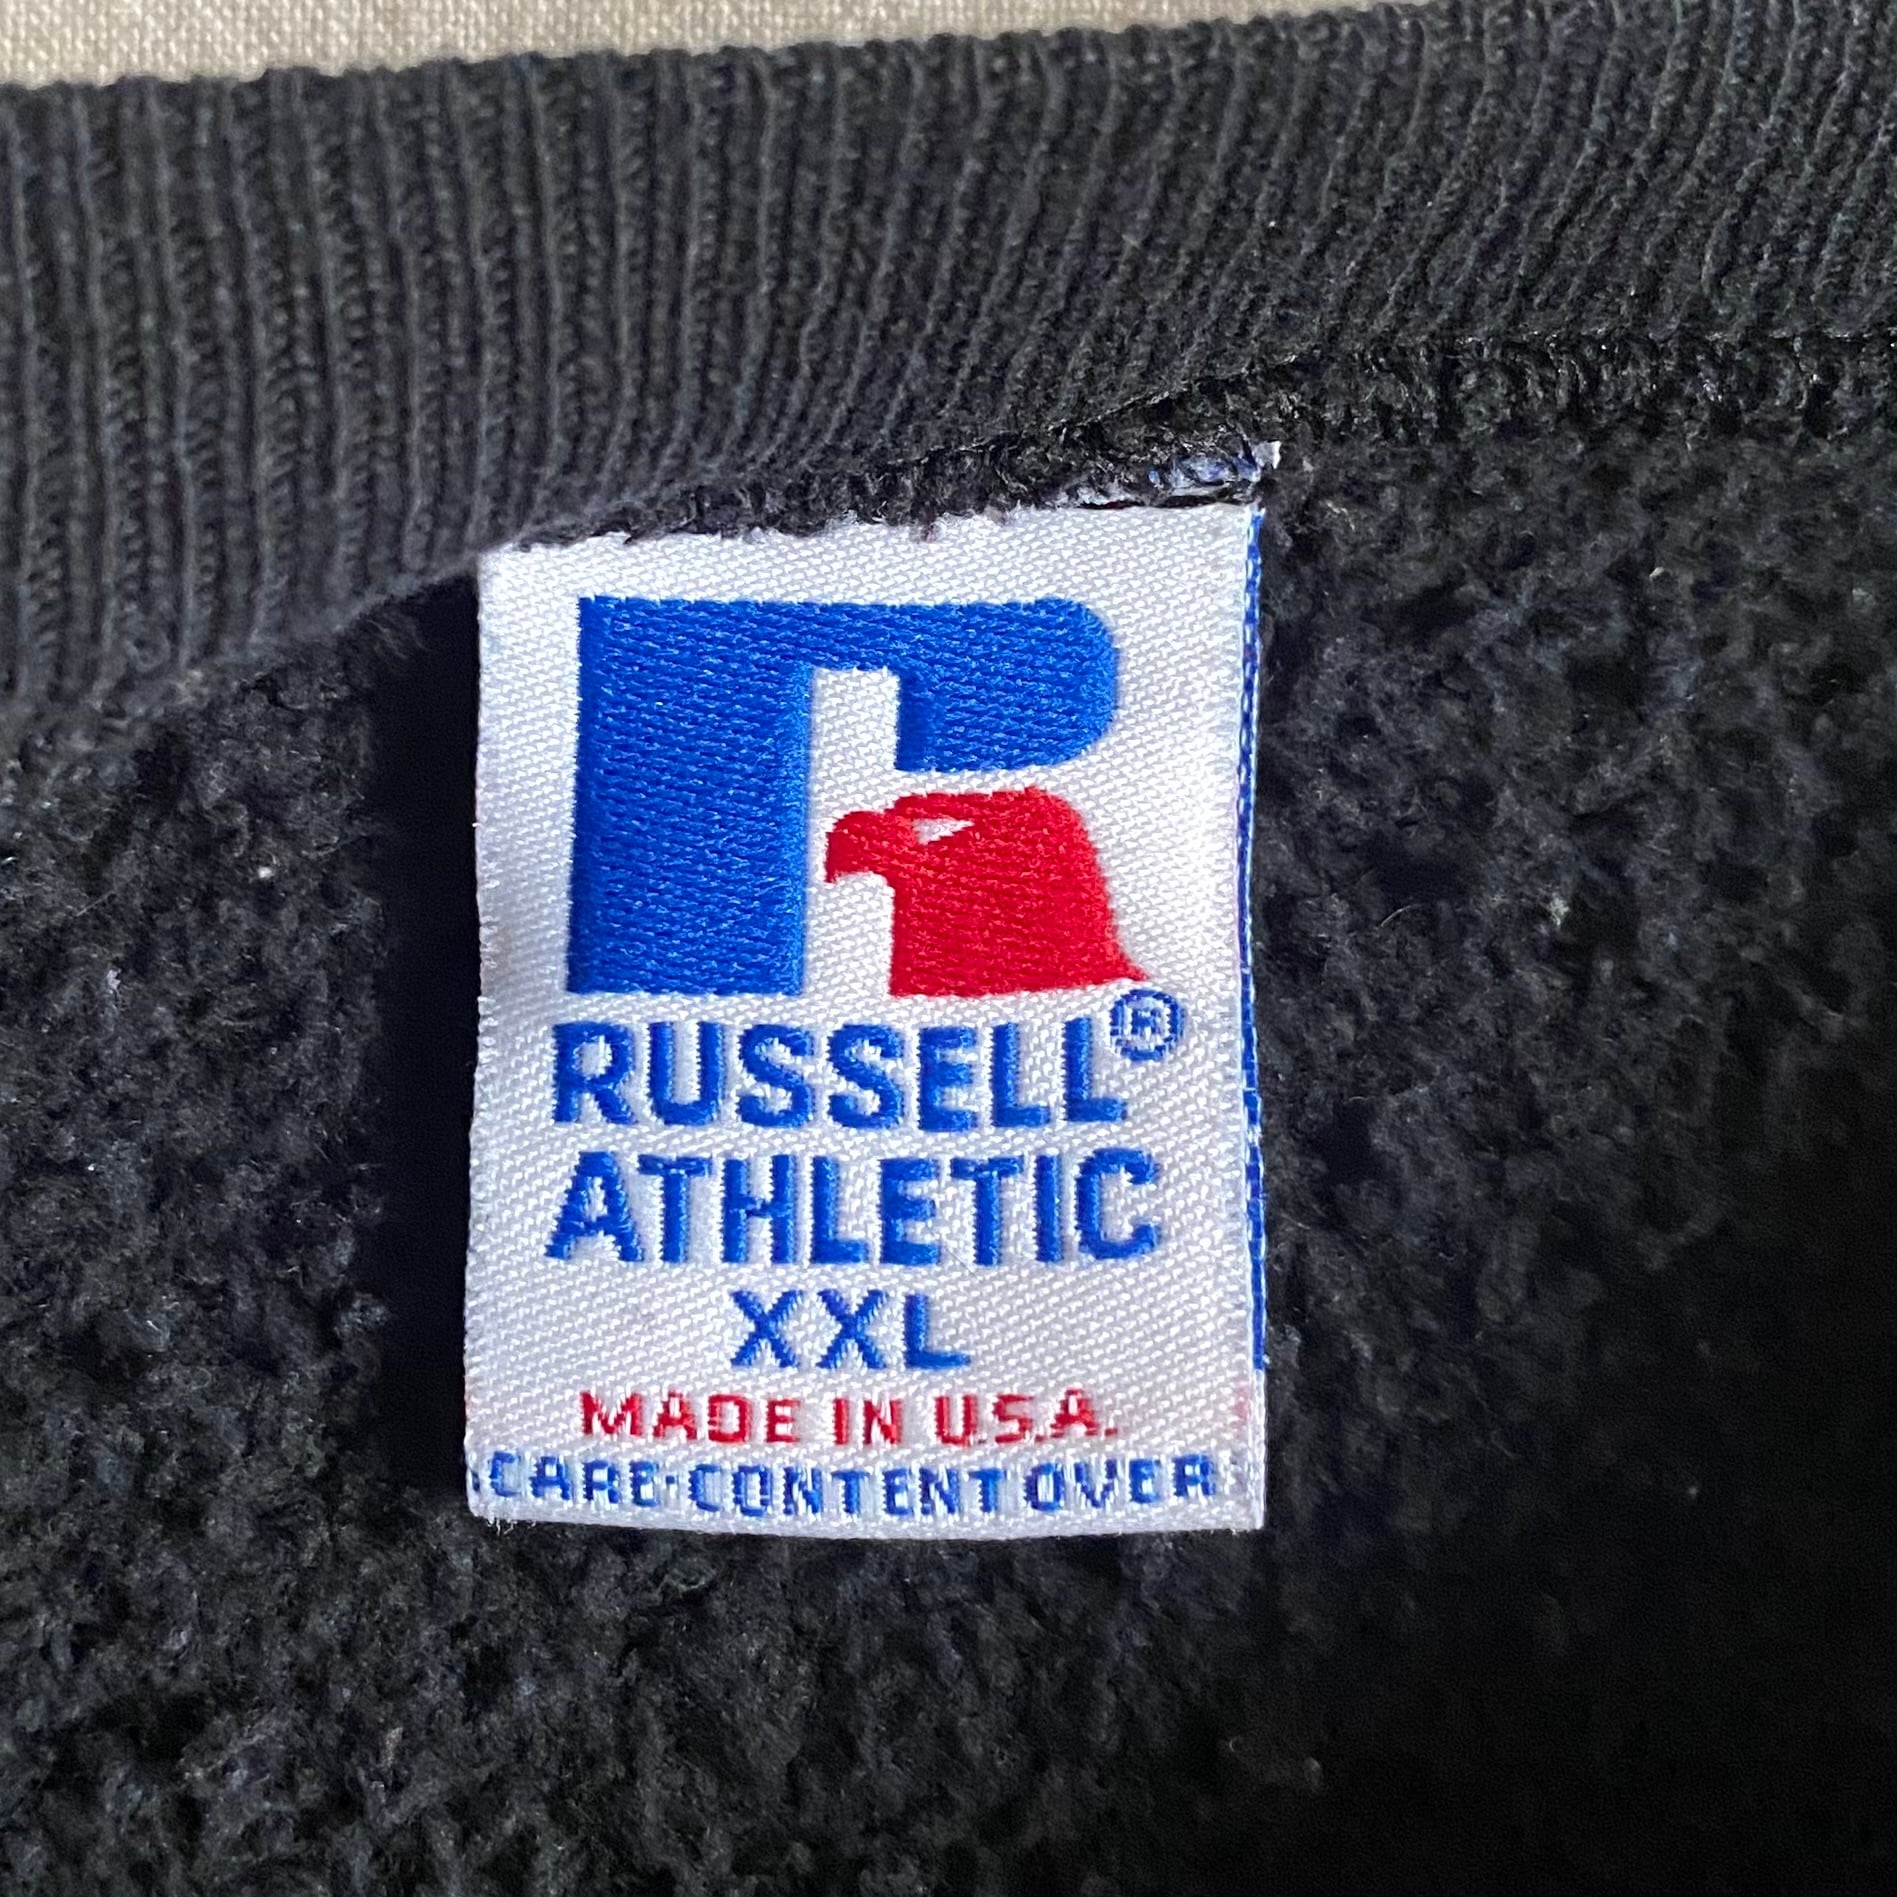 RUSSELL®
ATHLETIC
XXL
MADE IN U.S.A.
CARE·CONTENT OVER